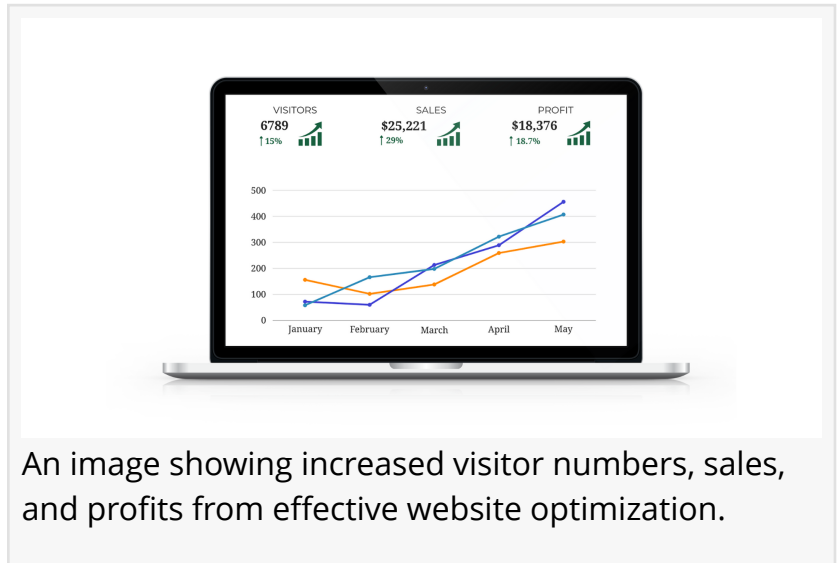 VISITORS SALES PROFIT
6789 $25,221 $18,376
↑15% ↑29% ↑18.7%
500
400
300
200
100
0
January February March April May
An image showing increased visitor numbers, sales,
and profits from effective website optimization.